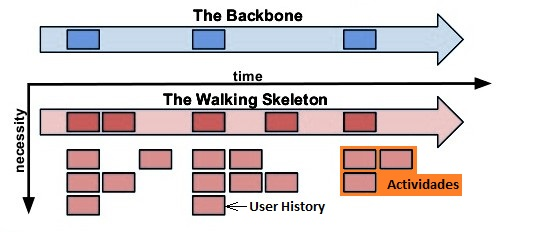 The Backbone
time
The Walking Skeleton
necessity
Actividades
User History